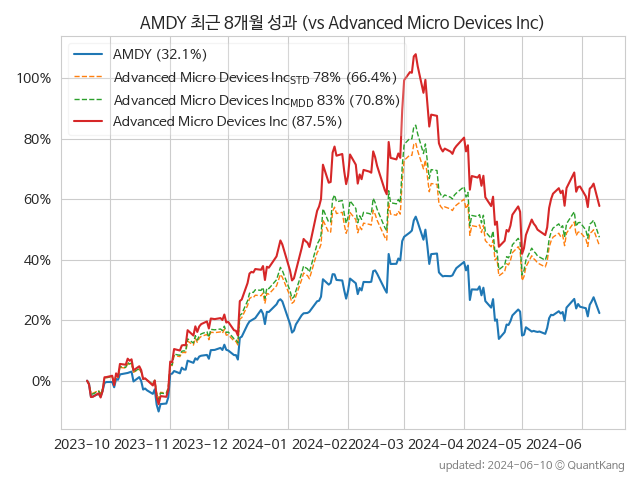 AMDY 최근 8개월 성과 (vs Advanced Micro Devices Inc)
AMDY (32.1%)
Advanced Micro Devices IncSTD 78% (66.4%)
Advanced Micro Devices IncMDD 83% (70.8%)
Advanced Micro Devices Inc (87.5%)
100%
80%
60%
40%
20%
0%
2023-10 2023-11 2023-12 2024-01 2024-02 2024-03 2024-04 2024-05 2024-06
updated: 2024-06-10 © QuantKang